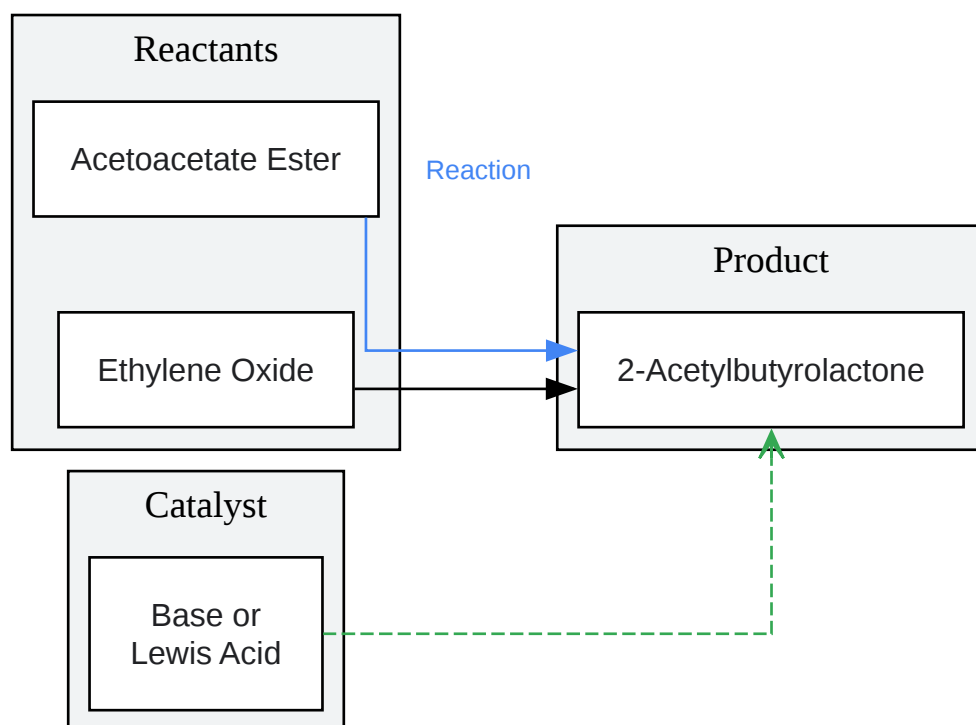 Reactants
Acetoacetate Ester
Reaction
Ethylene Oxide
Product
2-Acetylbutyrolactone
Catalyst
Base or
Lewis Acid